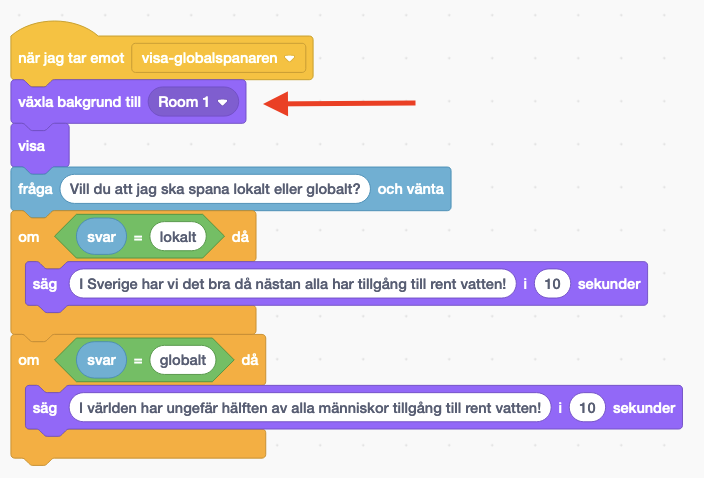 när jag tar emot visa-globalspanaren
växla bakgrund till Room 1
visa
fråga Vill du att jag ska spana lokalt eller globalt? och vänta
om svar = lokalt då
säg I Sverige har vi det bra då nästan alla har tillgång till rent vatten! i 10 sekunder
om svar = globalt då
säg I världen har ungefär hälften av alla människor tillgång till rent vatten! i 10 sekunder